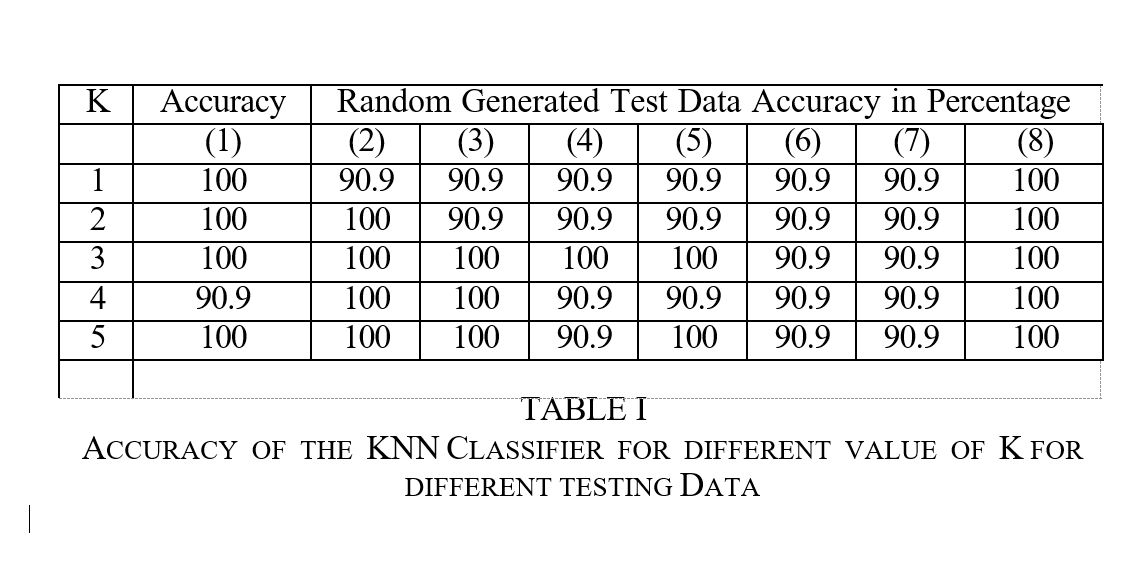 K Accuracy Random Generated Test Data Accuracy in Percentage
(1) (2) (3) (4) (5) (6) (7) (8)
1 100 90.9 90.9 90.9 90.9 90.9 90.9 100
2 100 100 90.9 90.9 90.9 90.9 90.9 100
3 100 100 100 100 100 90.9 90.9 100
4 90.9 100 100 90.9 90.9 90.9 90.9 100
5 100 100 100 90.9 100 90.9 90.9 100
TABLE I
ACCURACY OF THE KNN CLASSIFIER FOR DIFFERENT VALUE OF K FOR
DIFFERENT TESTING DATA